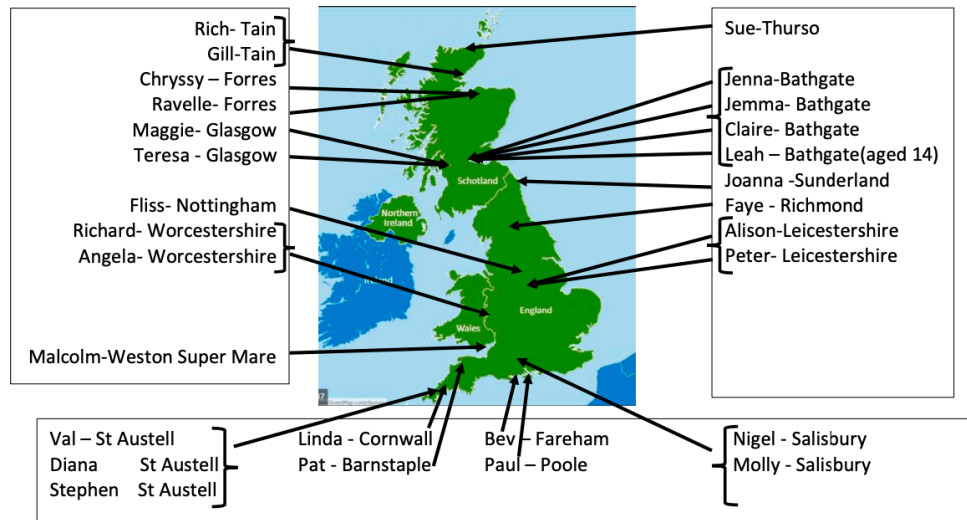 Rich- Tain
Gill-Tain
Chryssy – Forres
Ravelle- Forres
Maggie- Glasgow
Teresa - Glasgow
Fliss- Nottingham
Richard- Worcestershire
Angela- Worcestershire
Malcolm-Weston Super Mare
Schotland
Northern
Ireland
Ireland
England
Wales
Sue-Thurso
Jenna-Bathgate
Jemma- Bathgate
Claire- Bathgate
Leah – Bathgate(aged 14)
Joanna -Sunderland
Faye - Richmond
Alison-Leicestershire
Peter- Leicestershire
Val – St Austell
Diana St Austell
Stephen St Austell
Linda - Cornwall
Pat - Barnstaple
Bev – Fareham
Paul – Poole
Nigel - Salisbury
Molly - Salisbury